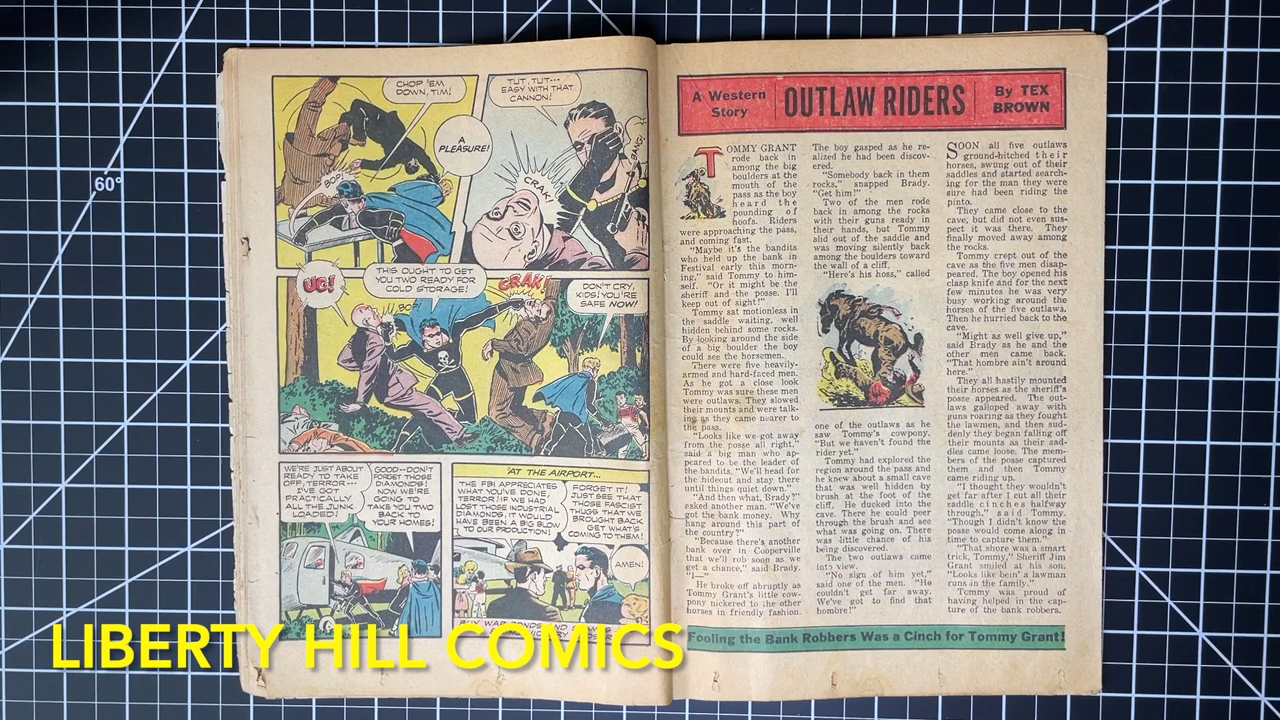 60°
CHOP 'EM
DOWN, TIM!
A
PLEASURE!
BOP!
TUT, TUT---
EASY WITH THAT
CANNON!
BANG!
CRAK!
UG!
THIS OUGHT TO GET
YOU TWO READY FOR
COLD STORAGE!
BOP!
CRAK!
DON'T CRY,
KIDS! YOU'RE
SAFE NOW!
WE'RE JUST ABOUT
READY TO TAKE
OFF, TERROR---
I'VE GOT
PRACTICALLY
ALL THE JUNK
LOADED!
GOOD--DON'T
FORGET THOSE
DIAMONDS!
NOW WE'RE
GOING TO
TAKE YOU TWO
BACK TO
YOUR HOMES!
AT THE AIRPORT...
THE FBI APPRECIATES
WHAT YOU'VE DONE,
TERROR! IF WE HAD
LOST THOSE INDUSTRIAL
DIAMONDS, IT WOULD
HAVE BEEN A BIG BLOW
TO OUR PRODUCTION!
FORGET IT!
JUST SEE THAT
THOSE FASCIST
THUGS THAT WE
BROUGHT BACK
GET WHAT'S
COMING TO THEM!
AMEN!
BUY WAR BONDS AND STAMPS
LIBERTY HILL COMICS
A Western
Story
OUTLAW RIDERS
By TEX
BROWN
TOMMY GRANT
rode back in
among the big
boulders at the
mouth of the
pass as the boy
heard the
pounding of
hoofs. Riders
were approaching the pass,
and coming fast.
"Maybe it's the bandits
who held up the bank in
Festival early this morn-
ing," said Tommy to him-
self. "Or it might be the
sheriff and the posse. I'll
keep out of sight!"
Tommy sat motionless in
the saddle waiting, well
hidden behind some rocks.
By looking around the side
of a big boulder the boy
could see the horsemen.
There were five heavily-
armed and hard-faced men.
As he got a close look
Tommy was sure these men
were outlaws. They slowed
their mounts and were talk-
ing as they came nearer to
the pass.
"Looks like we got away
from the posse all right,"
said a big man who ap-
peared to be the leader of
the bandits. "We'll head for
the hideout and stay there
until things quiet down."
"And then what, Brady?"
asked another man. "We've
got the bank money. Why
hang around this part of
the country?"
"Because there's another
bank over in Cooperville
that we'll rob soon as we
get a chance," said Brady.
"I—"
He broke off abruptly as
Tommy Grant's little cow-
pony nickered to the other
horses in friendly fashion.
The boy gasped as he re-
alized he had been discov-
ered.
"Somebody back in them
rocks," snapped Brady.
"Get him!"
Two of the men rode
back in among the rocks
with their guns ready in
their hands, but Tommy
slid out of the saddle and
was moving silently back
among the boulders toward
the wall of a cliff.
"Here's his hoss," called
one of the outlaws as he
saw Tommy's cowpony.
"But we haven't found the
rider yet."
Tommy had explored the
region around the pass and
he knew about a small cave
that was well hidden by
brush at the foot of the
cliff. He ducked into the
cave. There he could peer
through the brush and see
what was going on. There
was little chance of his
being discovered.
The two outlaws came
into view.
"No sign of him yet,"
said one of the men. "He
couldn't get far away.
We've got to find that
hombre!"
SOON all five outlaws
ground-hitched their
horses, swung out of their
saddles and started search-
ing for the man they were
sure had been riding the
pinto.
They came close to the
cave, but did not even sus-
pect it was there. They
finally moved away among
the rocks.
Tommy crept out of the
cave as the five men disap-
peared. The boy opened his
clasp knife and for the next
few minutes he was very
busy working around the
horses of the five outlaws.
Then he hurried back to the
cave.
"Might as well give up,"
said Brady as he and the
other men came back.
"That hombre ain't around
here."
They all hastily mounted
their horses as the sheriff's
posse appeared. The out-
laws galloped away with
guns roaring as they fought
the lawmen, and then sud-
denly they began falling off
their mounts as their sad-
dles came loose. The mem-
bers of the posse captured
them and then Tommy
came riding up.
"I thought they wouldn't
get far after I cut all their
saddle cinches halfway
through," said Tommy.
"Though I didn't know the
posse would come along in
time to capture them."
"That shore was a smart
trick, Tommy," Sheriff Jim
Grant smiled at his son.
"Looks like bein' a lawman
runs in the family."
Tommy was proud of
having helped in the cap-
ture of the bank robbers.
Fooling the Bank Robbers Was a Cinch for Tommy Grant!